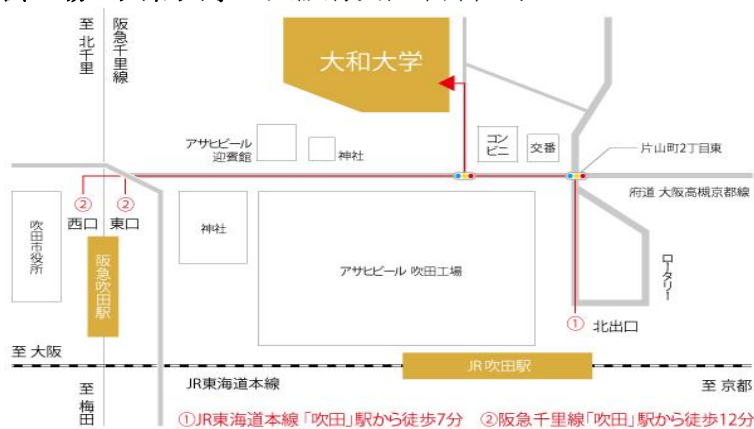 至 北千里
阪急千里線
大和大学
アサヒビール
迎賓館
神社
コン
ビニ
交番
片山町2丁目東
府道 大阪高槻京都線
②
②
西口
東口
吹田市役所
神社
阪急吹田駅
アサヒビール 吹田工場
ロータリー
①
北出口
至 大阪
JR吹田駅
JR東海道本線
至 京都
至 梅田
①JR東海道本線「吹田」駅から徒歩7分
②阪急千里線「吹田」駅から徒歩12分